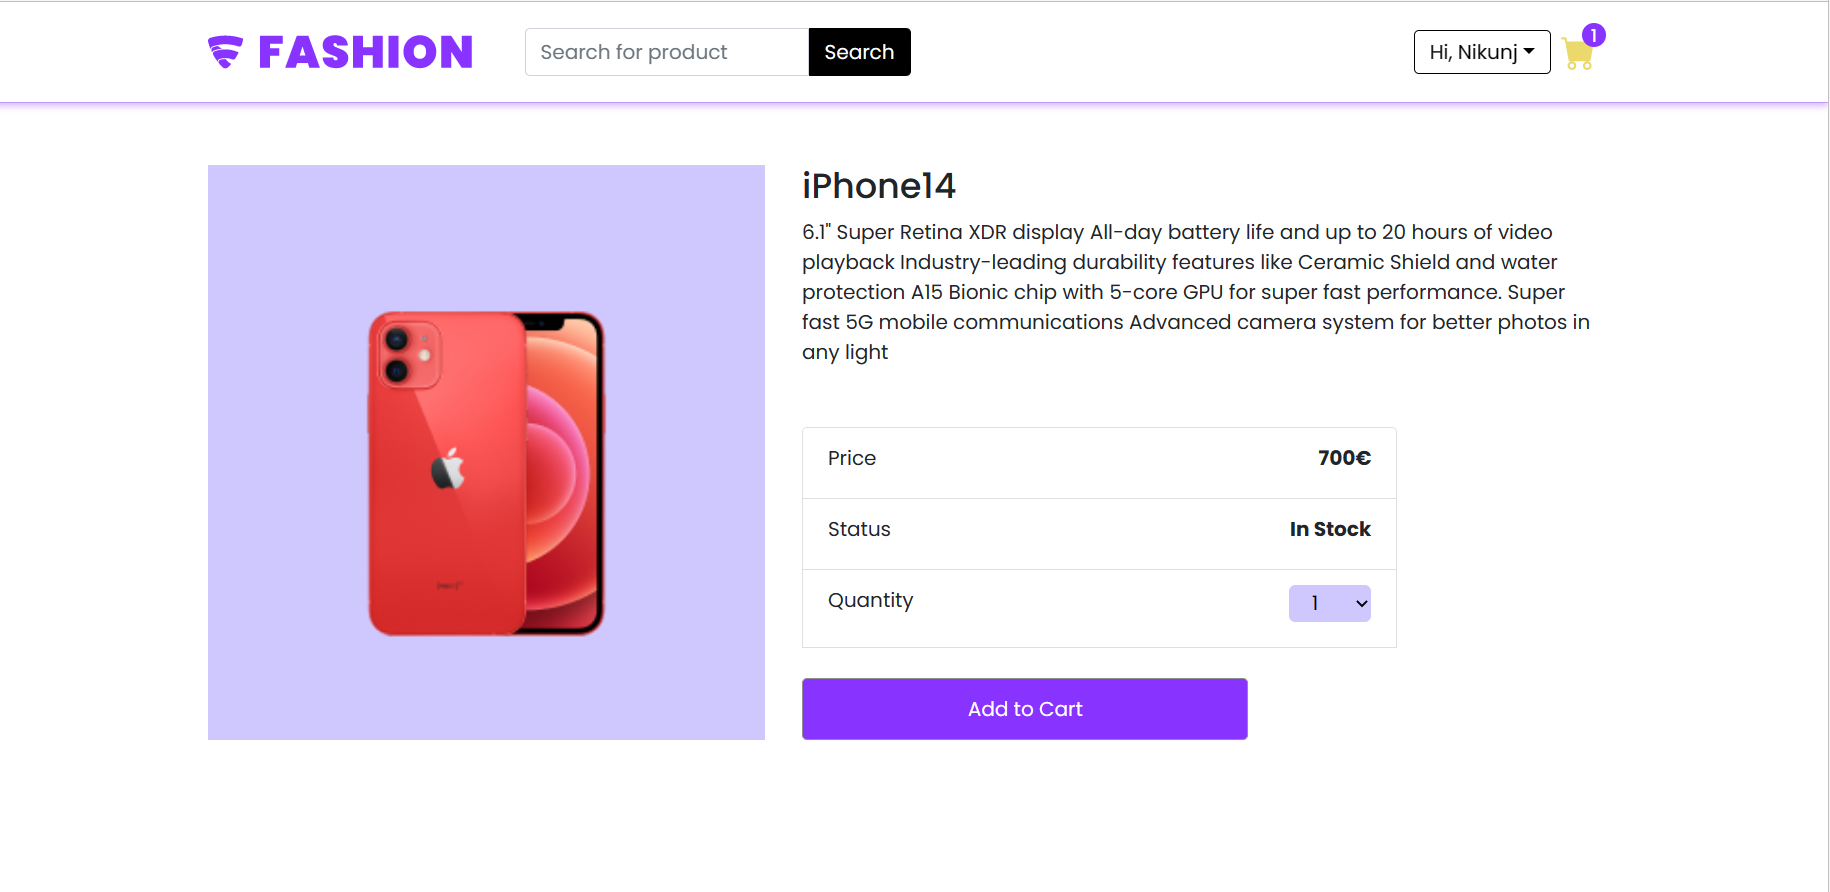 FASHION
Search for product
Search
Hi, Nikunj
1
iPhone14
6.1" Super Retina XDR display All-day battery life and up to 20 hours of video
playback Industry-leading durability features like Ceramic Shield and water
protection A15 Bionic chip with 5-core GPU for super fast performance. Super
fast 5G mobile communications Advanced camera system for better photos in
any light
Price 700€
Status In Stock
Quantity 1
Add to Cart